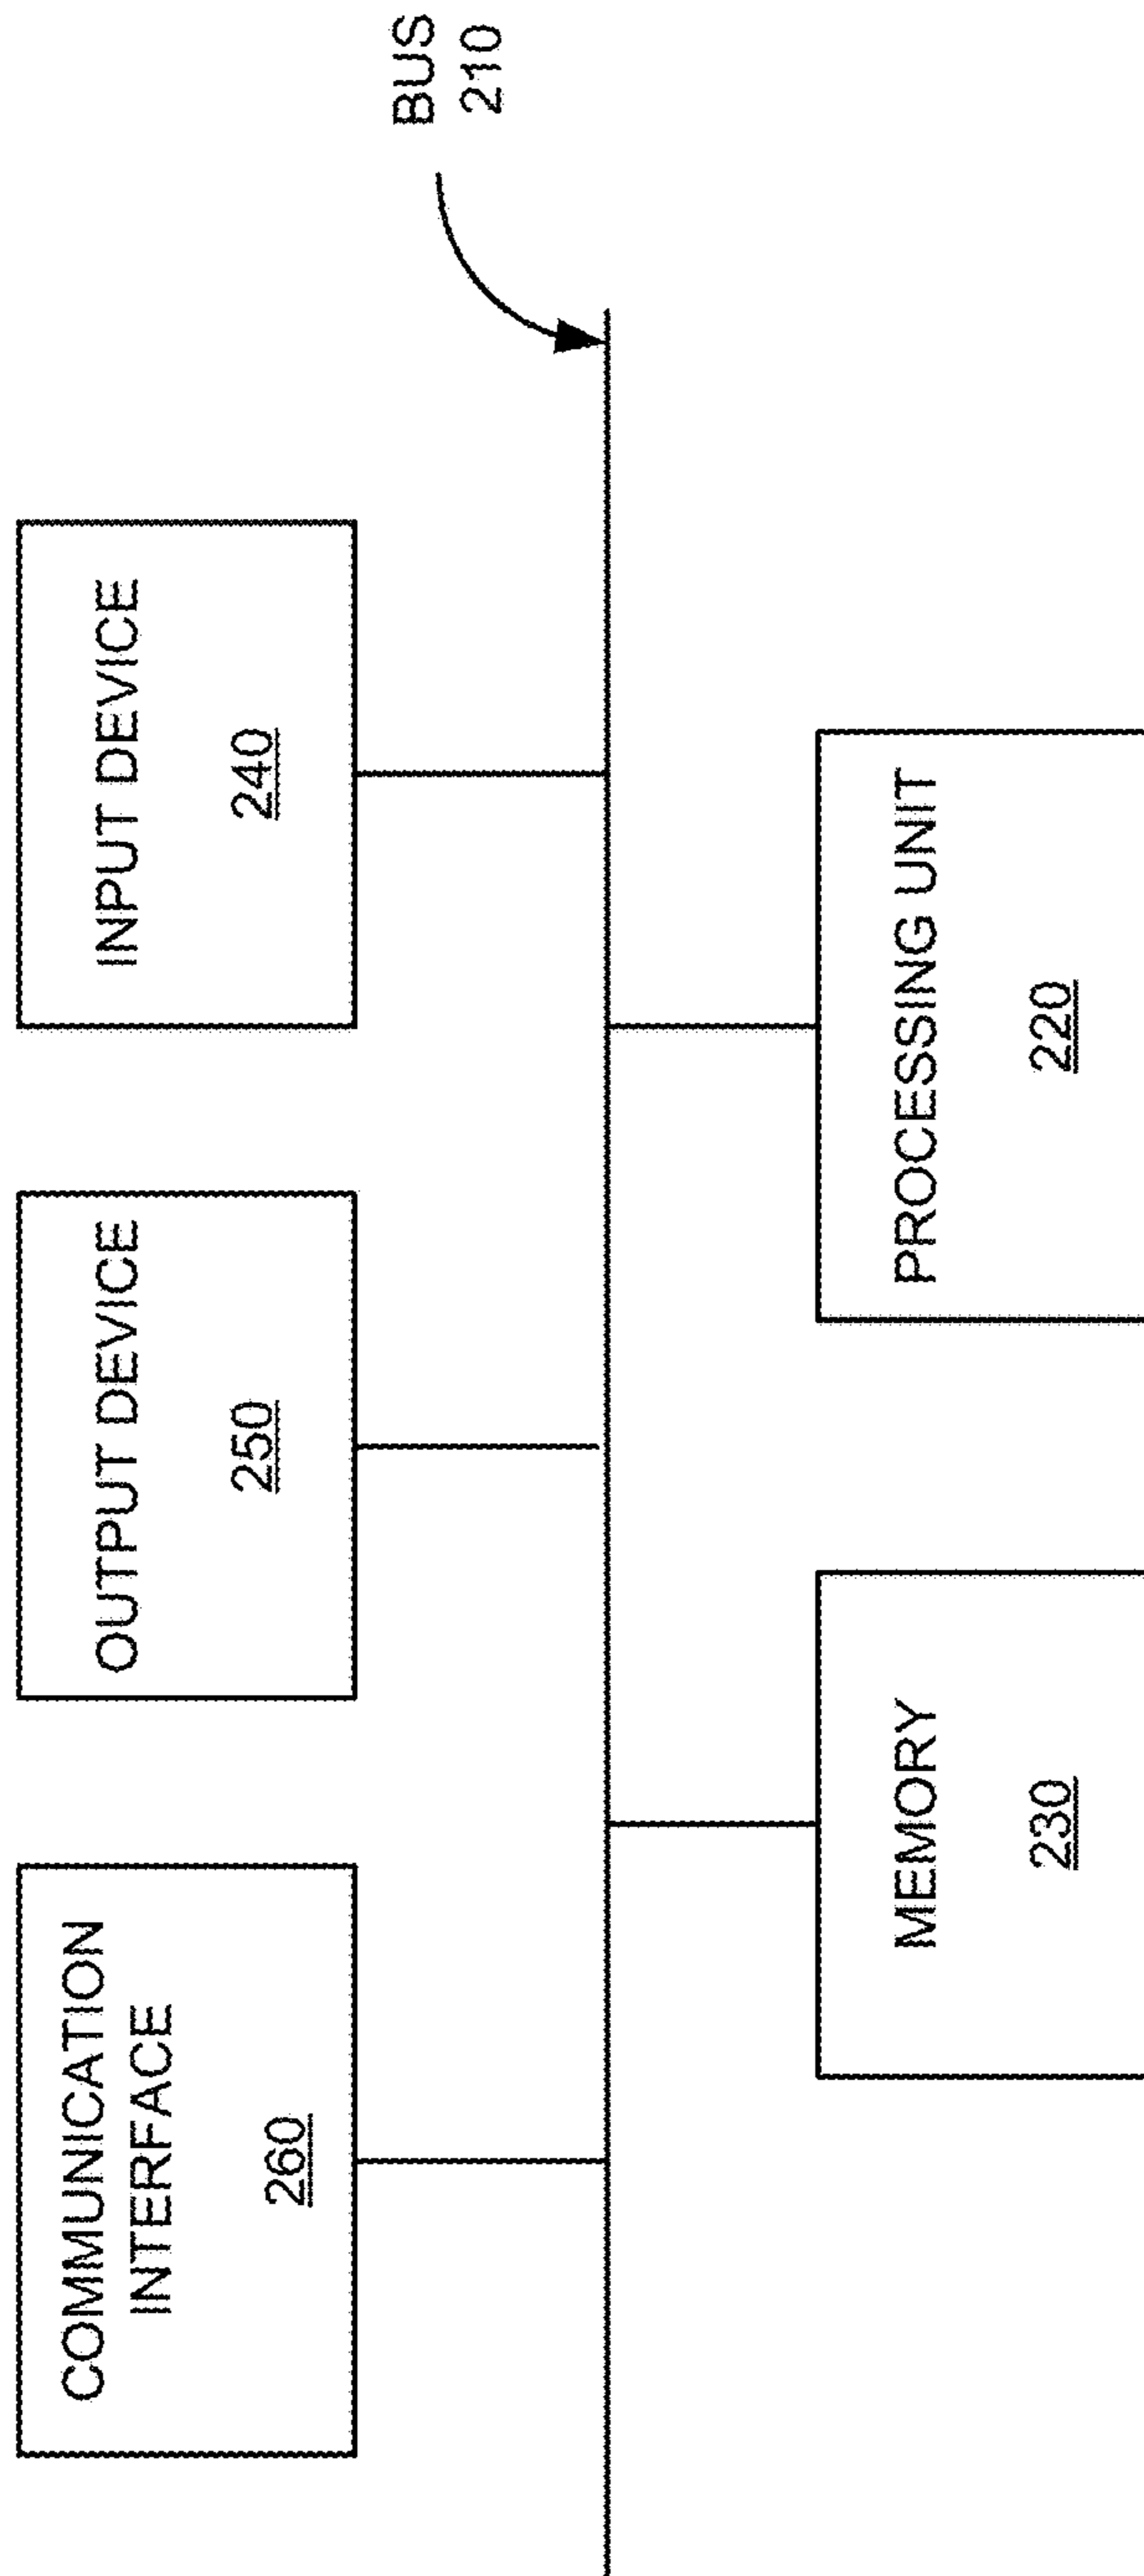 COMMUNICATION
INTERFACE
260
OUTPUT DEVICE
250
INPUT DEVICE
240
BUS
210
MEMORY
230
PROCESSING UNIT
220